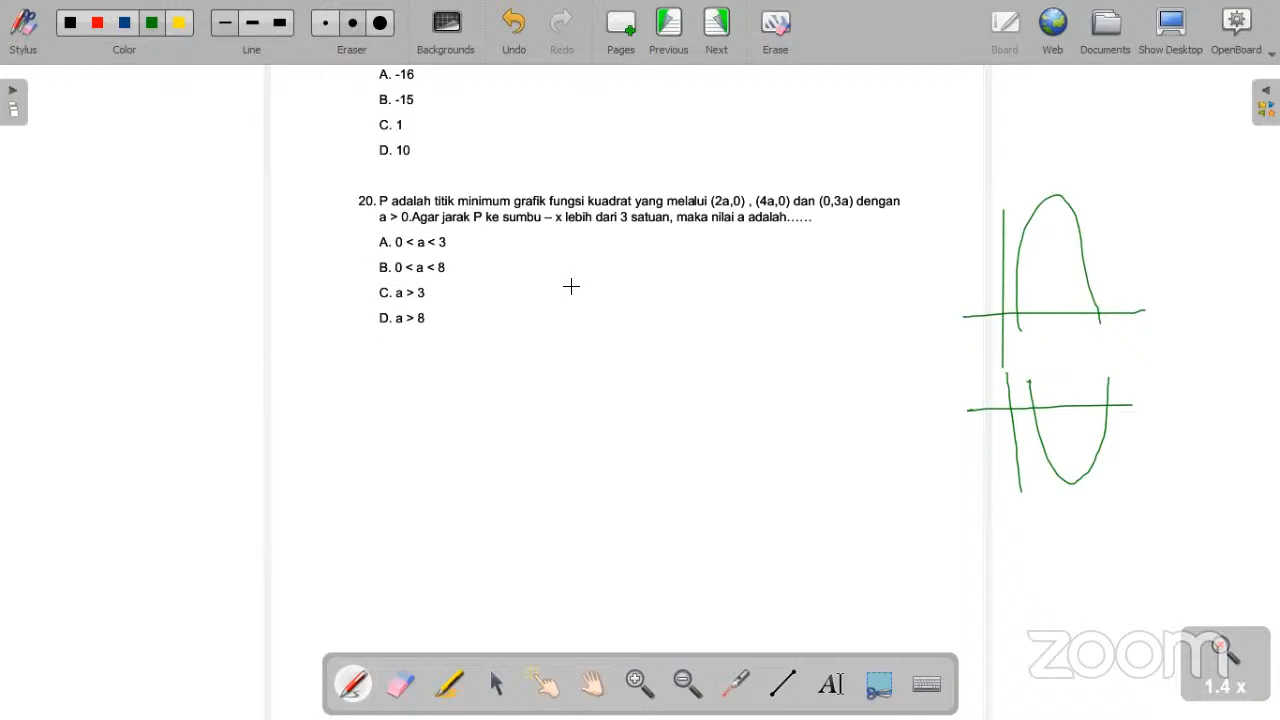 Stylus
Color
Line
Eraser
Backgrounds
Undo
Redo
Pages
Previous
Next
Erase
Board
Web
Documents
Show Desktop
OpenBoard
A. -16
B. -15
C. 1
D. 10
20. P adalah titik minimum grafik fungsi kuadrat yang melalui (2a,0) , (4a,0) dan (0,3a) dengan
a > 0.Agar jarak P ke sumbu – x lebih dari 3 satuan, maka nilai a adalah……
A. 0 < a < 3
B. 0 < a < 8
C. a > 3
D. a > 8
zoom
1.4 x